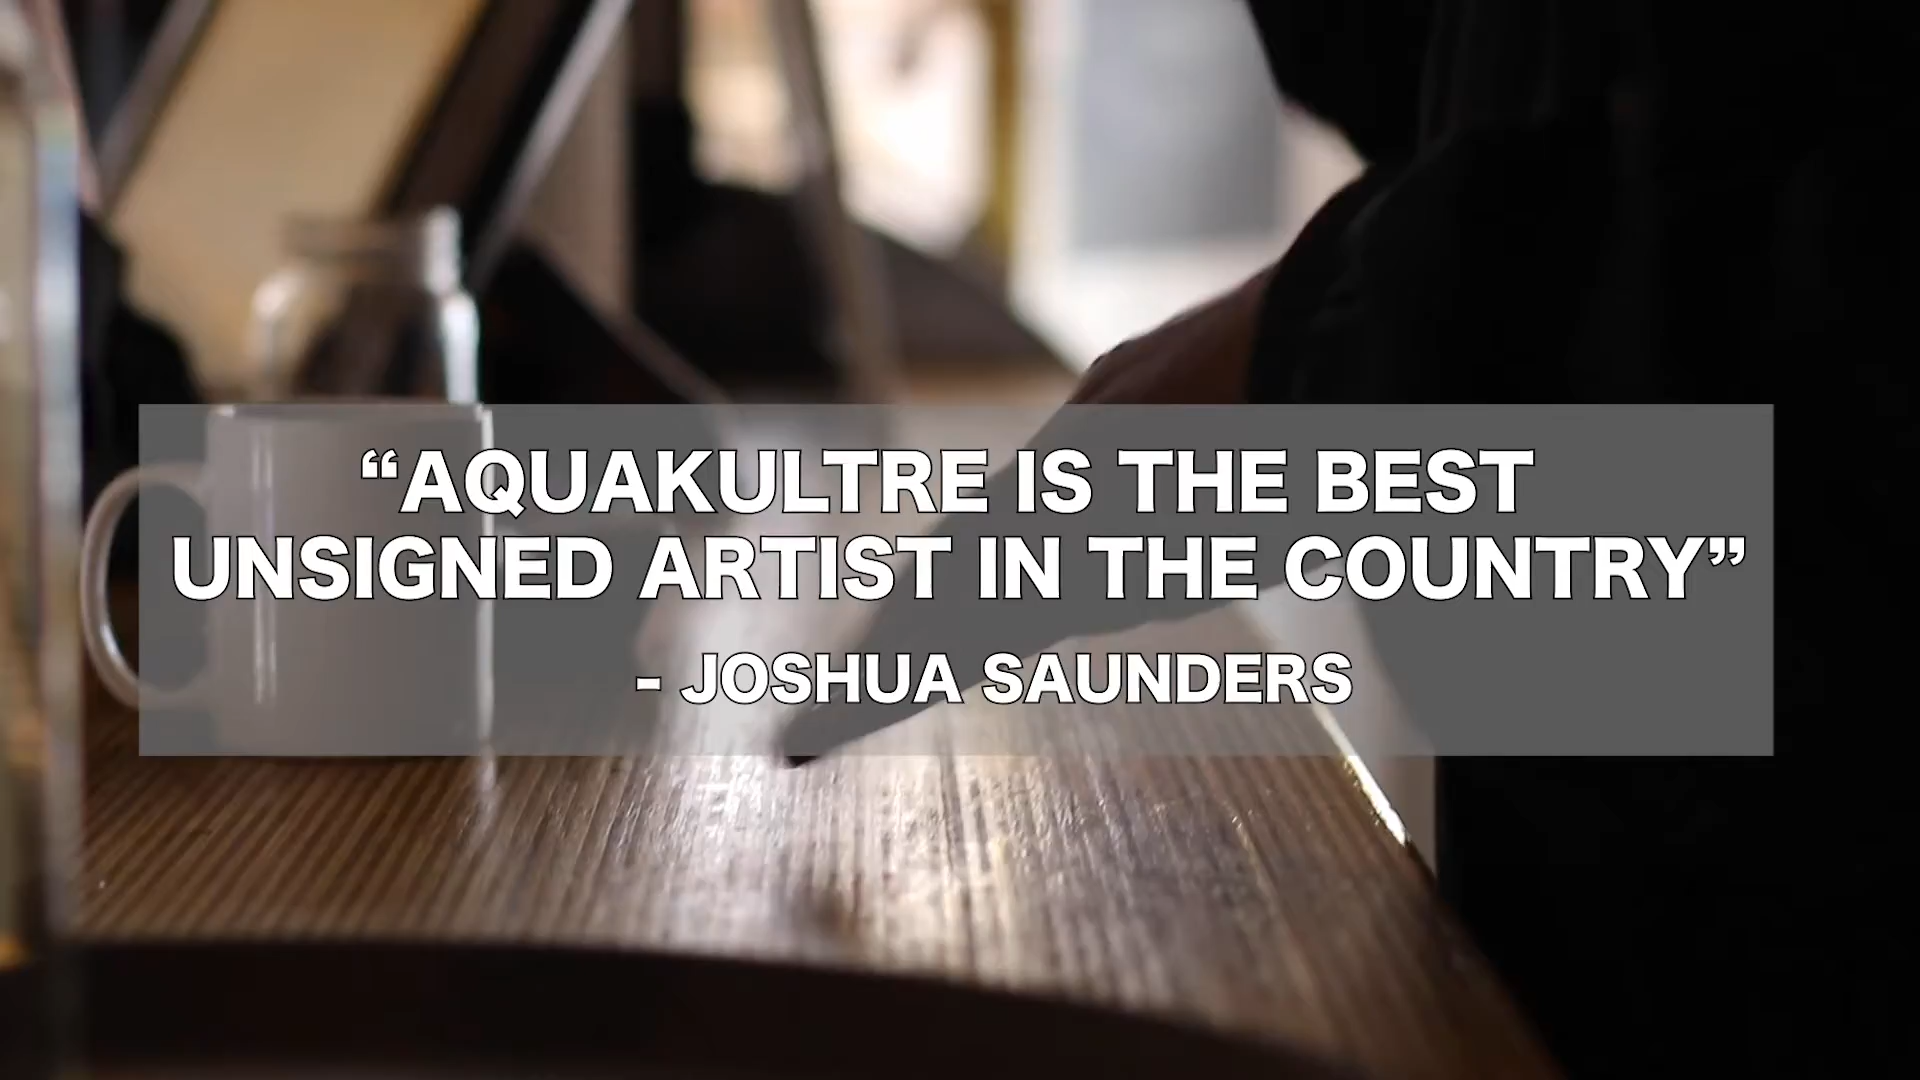 “AQUAKULTRE IS THE BEST
UNSIGNED ARTIST IN THE COUNTRY”
- JOSHUA SAUNDERS